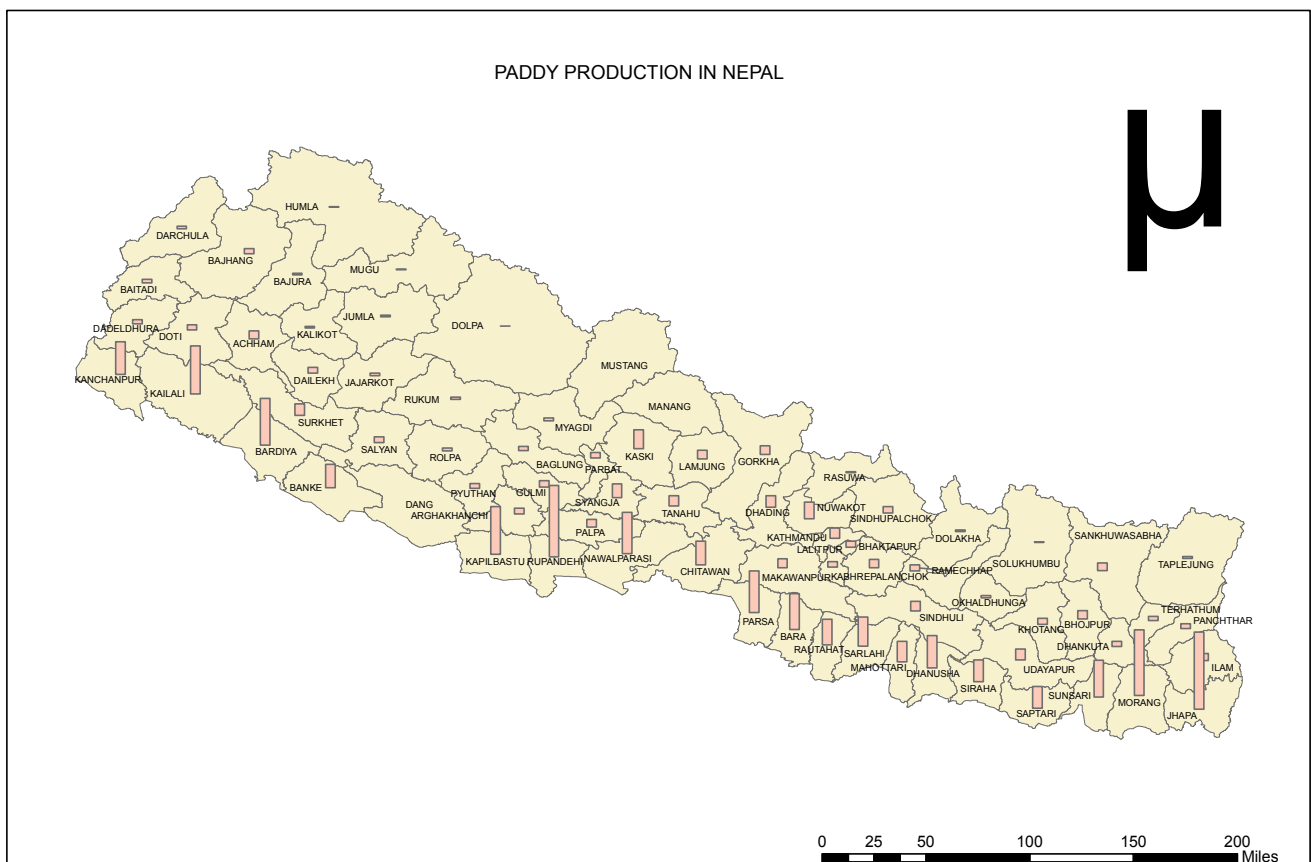 PADDY PRODUCTION IN NEPAL
µ
HUMLA
DARCHULA
BAJHANG
MUGU
BAJURA
BAITADI
JUMLA
DOLPA
DADELDHURA
DOTI
KALIKOT
ACHHAM
MUSTANG
KANCHANPUR
DAILEKH
JAJARKOT
KAILALI
RUKUM
MANANG
SURKHET
MYAGDI
BARDIYA
SALYAN
ROLPA
KASKI
BAGLUNG
PARBAT
LAMJUNG
GORKHA
RASUWA
BANKE
PYUTHAN
GULMI
DANG
SYANGJA
ARGHAKHANCHI
TANAHU
DHADING
NUWAKOT
SINDHUPALCHOK
PALPA
KATHMANDU
DOLAKHA
SANKHUWASABHA
LALITPUR
BHAKTAPUR
KAPILBASTU
RUPANDEHI
NAWALPARASI
SOLUKHUMBU
TAPLEJUNG
CHITAWAN
MAKAWANPUR
KABHREPALANCHOK
RAMECHHAP
OKHALDHUNGA
TERHATHUM
PARSA
SINDHULI
PANCHTHAR
BARA
KHOTANG
BHOJPUR
DHANKUTA
RAUTAHAT
SARLAHI
MAHOTTARI
DHANUSHA
UDAYAPUR
ILAM
SIRAHA
SUNSARI
MORANG
SAPTARI
JHAPA
0 25 50 100 150 200
Miles